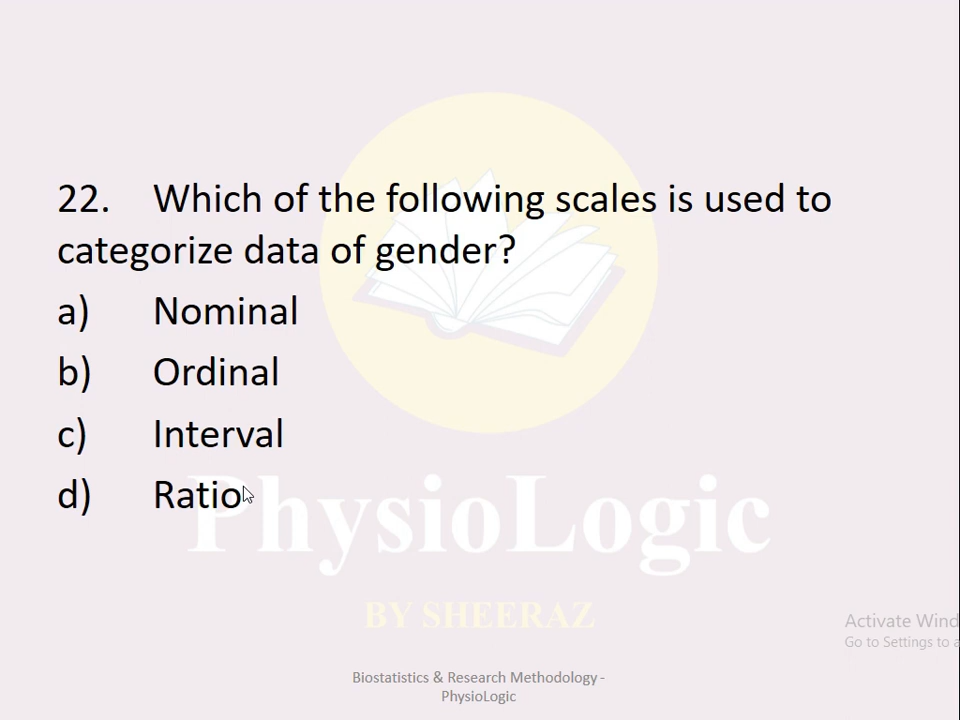 22. Which of the following scales is used to
categorize data of gender?
a) Nominal
b) Ordinal
c) Interval
d) Ratio
PhysioLogic
BY SHEERAZ
Activate Wind
Go to Settings to a
Biostatistics & Research Methodology -
PhysioLogic